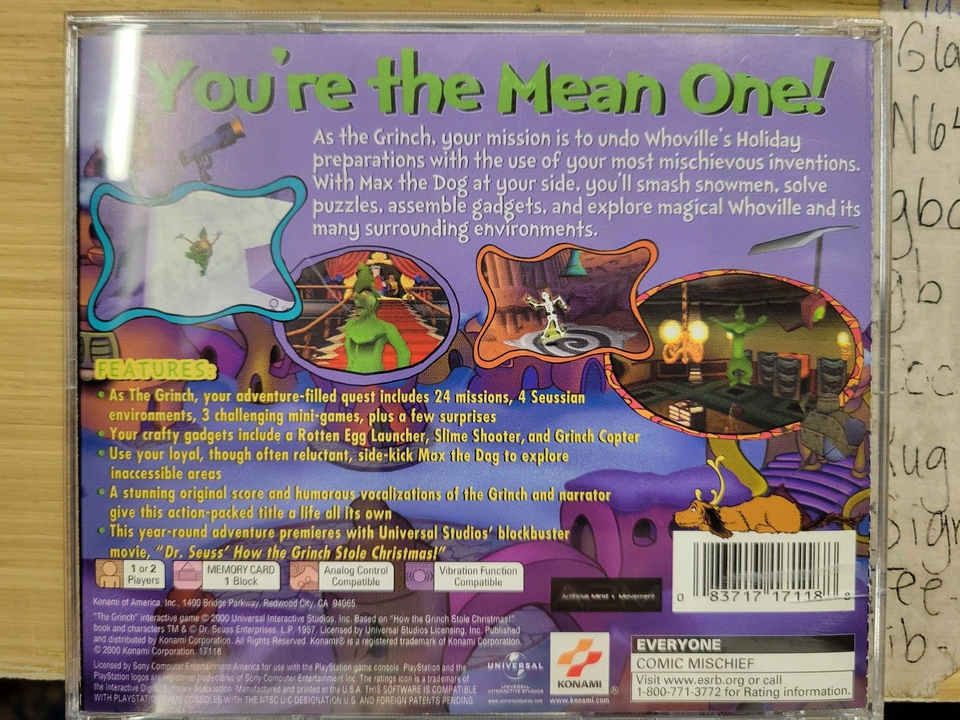 You're the Mean One!
As the Grinch, your mission is to undo Whoville's Holiday
preparations with the use of your most mischievous inventions.
With Max the Dog at your side, you'll smash snowmen, solve
puzzles, assemble gadgets, and explore magical Whoville and its
many surrounding environments.
FEATURES:
• As The Grinch, your adventure-filled quest includes 24 missions, 4 Seussian
environments, 3 challenging mini-games, plus a few surprises
• Your crafty gadgets include a Rotten Egg Launcher, Slime Shooter, and Grinch Copter
• Use your loyal, though often reluctant, side-kick Max the Dog to explore
inaccessible areas
• A stunning original score and humorous vocalizations of the Grinch and narrator
give this action-packed title a life all its own
• This year-round adventure premieres with Universal Studios' blockbuster
movie, "Dr. Seuss' How the Grinch Stole Christmas!"
1 or 2
Players
MEMORY CARD
1 Block
Analog Control
Compatible
Vibration Function
Compatible
Konami of America, Inc., 1400 Bridge Parkway, Redwood City, CA 94065.
"The Grinch" interactive game © 2000 Universal Interactive Studios, Inc. Based on "How the Grinch Stole Christmas!"
book and characters TM & © Dr. Seuss Enterprises, L.P. 1957. Licensed by Universal Studios Licensing, Inc. Published
and distributed by Konami Corporation. All Rights Reserved. Konami® is a registered trademark of Konami Corporation.
© 2000 Konami Corporation. 17118
Licensed by Sony Computer Entertainment America for use with the PlayStation game console. PlayStation and the
PlayStation logos are registered trademarks of Sony Computer Entertainment Inc. The ratings icon is a trademark of
the Interactive Digital Software Association. Manufactured and printed in the U.S.A. THIS SOFTWARE IS COMPATIBLE
WITH PLAYSTATION GAME CONSOLES WITH THE NTSC U/C DESIGNATION. U.S. AND FOREIGN PATENTS PENDING.
Artificial Mind + Movement
0 83717 17118 8
UNIVERSAL
UNIVERSAL
INTERACTIVE STUDIOS
www.universalstudios.com
KONAMI®
www.konami.com
EVERYONE
COMIC MISCHIEF
Visit www.esrb.org or call
1-800-771-3772 for Rating information.
Gla
N64
gb